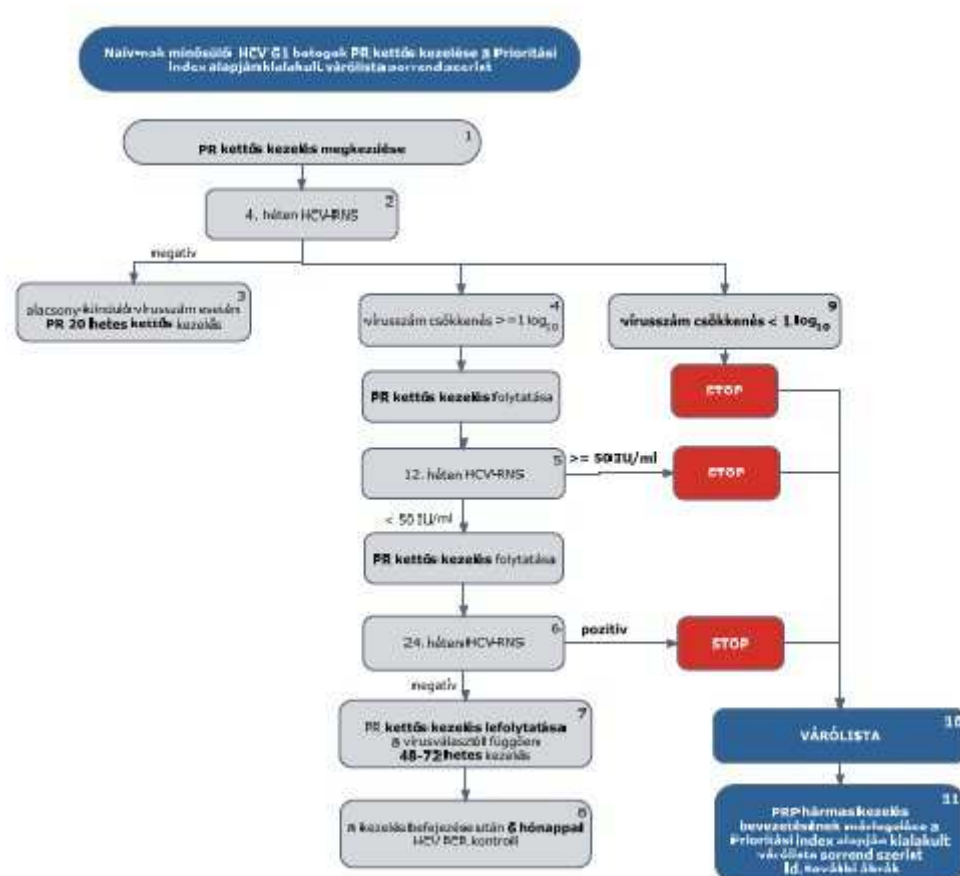 Naiv-nak minősülő HCV G1 betegek PR kettős kezelése a Prioritási
Index alapján kialakult várólista sorrend szerint
1
PR kettős kezelés megkezdése
2
4. héten HCV-RNS
negatív
3
alacsony kiinduló vírusszám esetén
PR 20 hetes kettős kezelés
4
vírusszám csökkenés >=1 log10
9
vírusszám csökkenés < 1 log10
STOP
PR kettős kezelés folytatása
5
12. héten HCV-RNS
>= 50 IU/ml
STOP
< 50 IU/ml
PR kettős kezelés folytatása
6
24. héten HCV-RNS
pozitív
STOP
negatív
7
PR kettős kezelés lefolytatása
a vírusválasztól függően
48-72 hetes kezelés
8
A kezelés befejezése után 6 hónappal
HCV PCR kontroll
10
VÁRÓLISTA
11
PRP hármas kezelés
bevezetésének mérlegelése a
Prioritási Index alapján kialakult
várólista sorrend szerint
ld. további ábrák